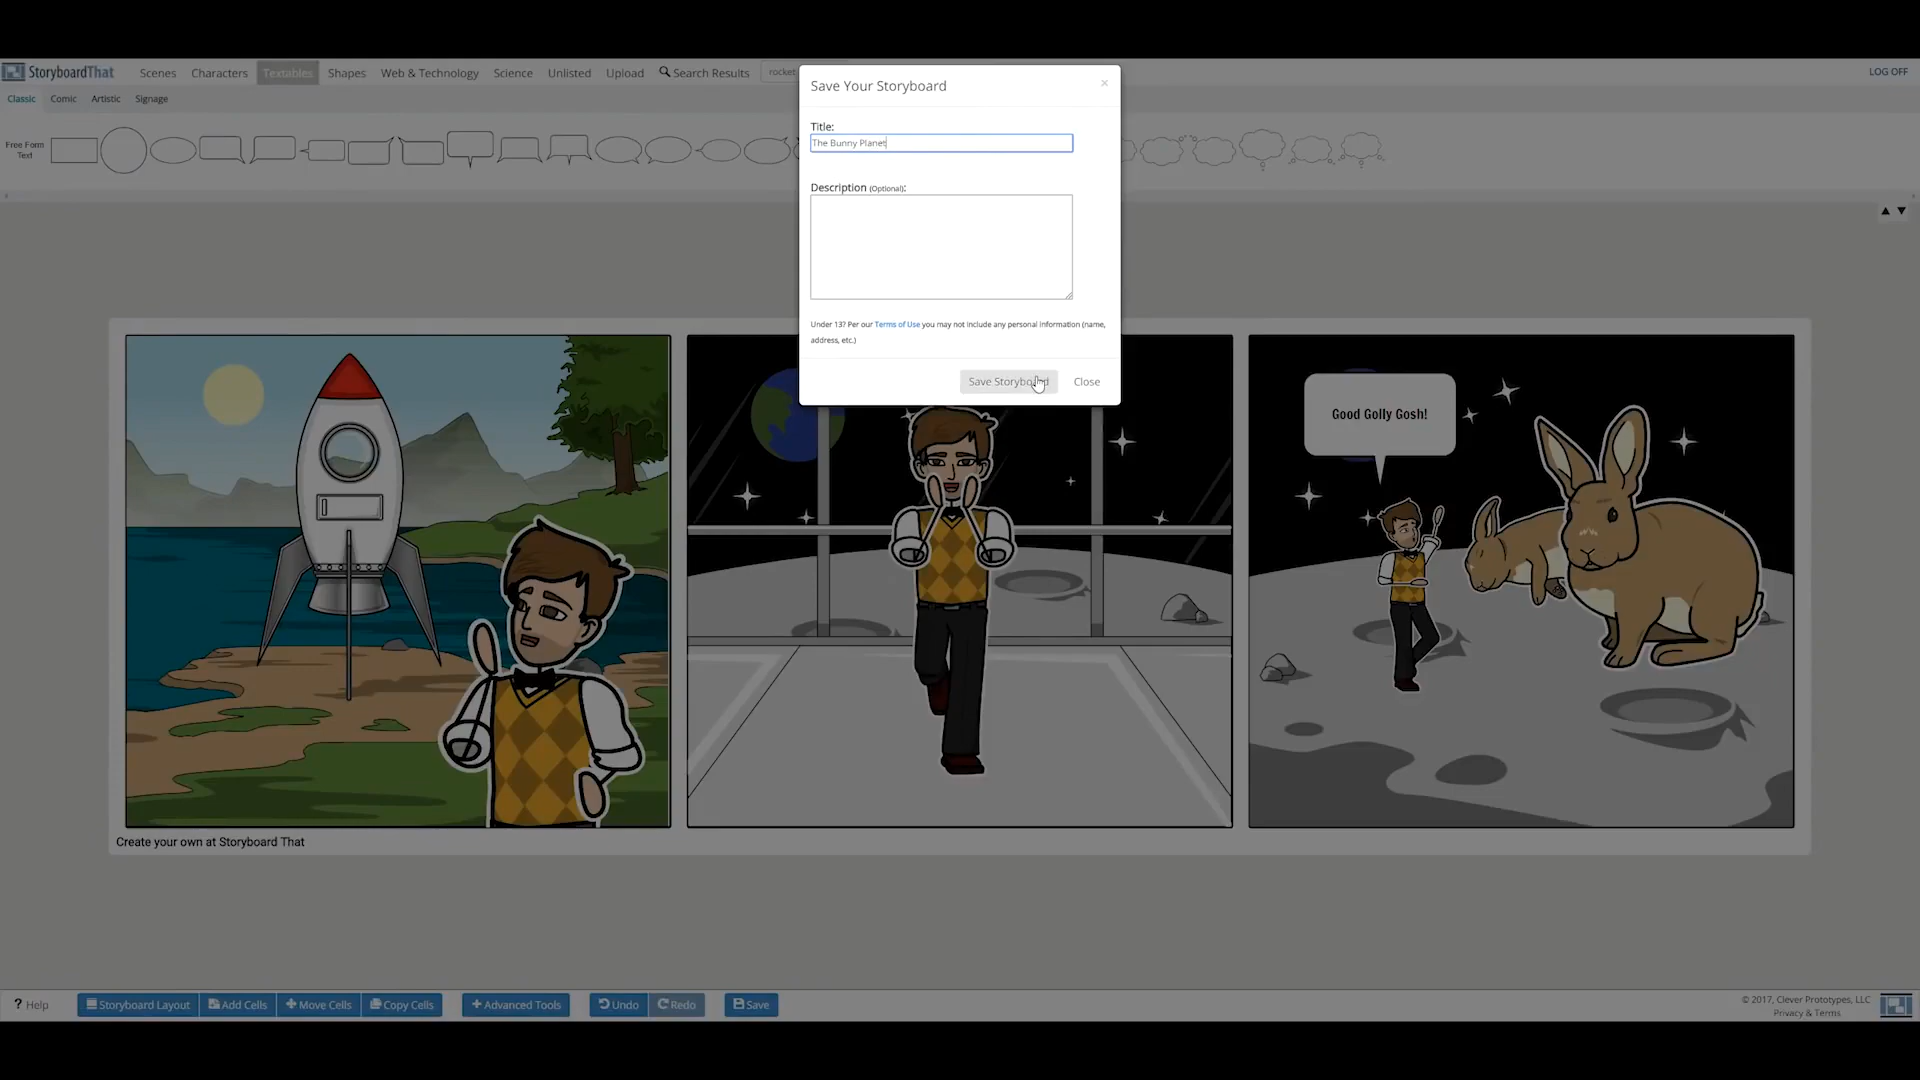 StoryboardThat
Scenes
Characters
Textables
Shapes
Web & Technology
Science
Unlisted
Upload
Search Results
rocket
LOG OFF
Classic
Comic
Artistic
Signage
Free Form
Text
Save Your Storyboard
×
Title:
The Bunny Planet
Description (Optional):
Under 13? Per our Terms of Use you may not include any personal information (name,
address, etc.)
Save Storyboard
Close
Good Golly Gosh!
Create your own at Storyboard That
? Help
Storyboard Layout
Add Cells
Move Cells
Copy Cells
Advanced Tools
Undo
Redo
Save
© 2017, Clever Prototypes, LLC
Privacy & Terms